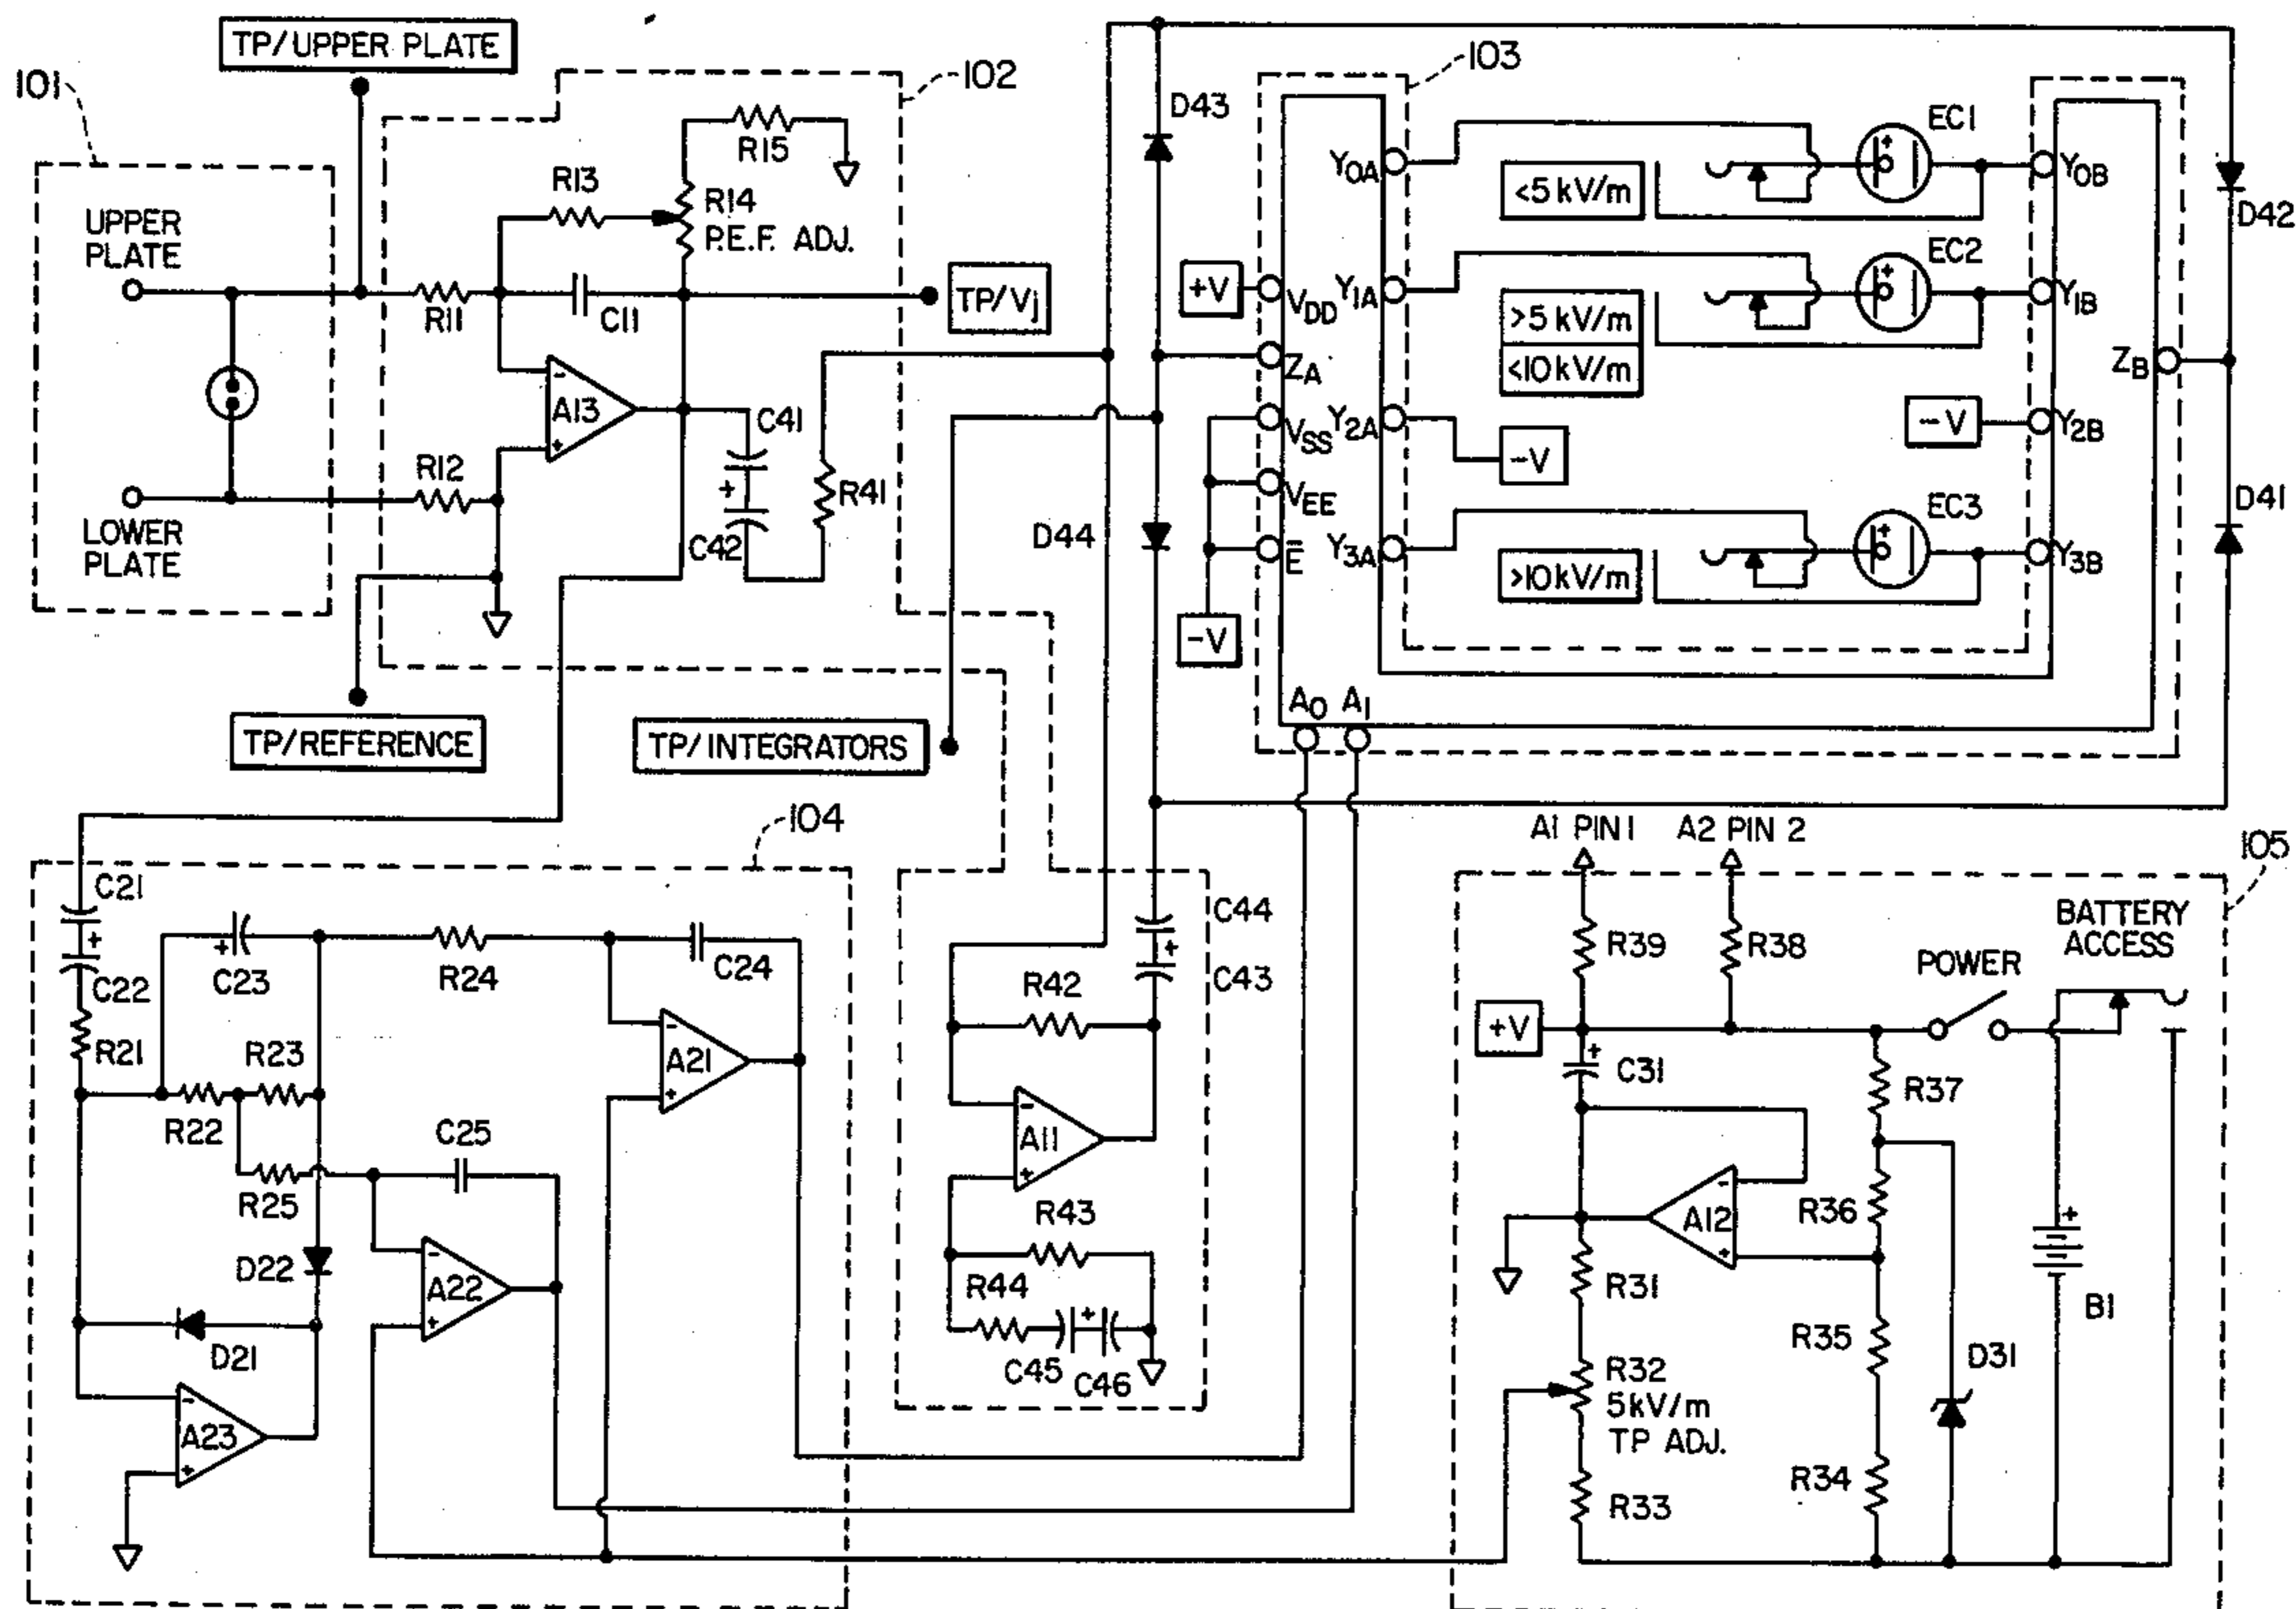 TP/UPPER PLATE
101
102
103
D43
EC1
R15
Y0A
Y0B
<5 kV/m
R13
R14
P.E.F. ADJ.
UPPER
PLATE
D42
EC2
+V
TP/Vj
VDD
Y1A
Y1B
R11
C11
>5 kV/m
<10 kV/m
ZA
ZB
-
A13
+
C41
VSS
Y2A
-V
-V
Y2B
R12
+
R41
VEE
D41
EC3
LOWER
PLATE
C42
D44
E
Y3A
>10 kV/m
Y3B
-V
A0 A1
TP/REFERENCE
TP/INTEGRATORS
104
A1 PIN 1
A2 PIN 2
105
C21
C44
BATTERY
ACCESS
+
+
C23
C22
R24
C24
+
C43
R39
R38
POWER
R42
+V
R21
R23
-
A21
+
+
C31
R37
R22
C25
-
A11
+
R25
-
A12
+
R36
R43
+
D22
-
A22
+
R44
R31
B1
D21
+
C45
C46
R35
R32
5kV/m
TP ADJ.
D31
-
A23
+
R34
R33